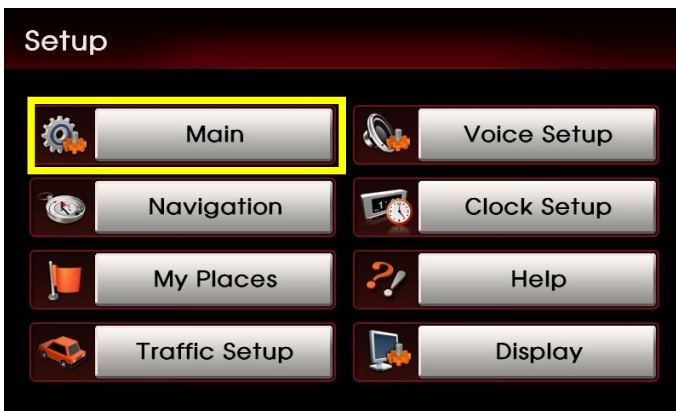 Setup
Main
Voice Setup
Navigation
Clock Setup
My Places
Help
Traffic Setup
Display